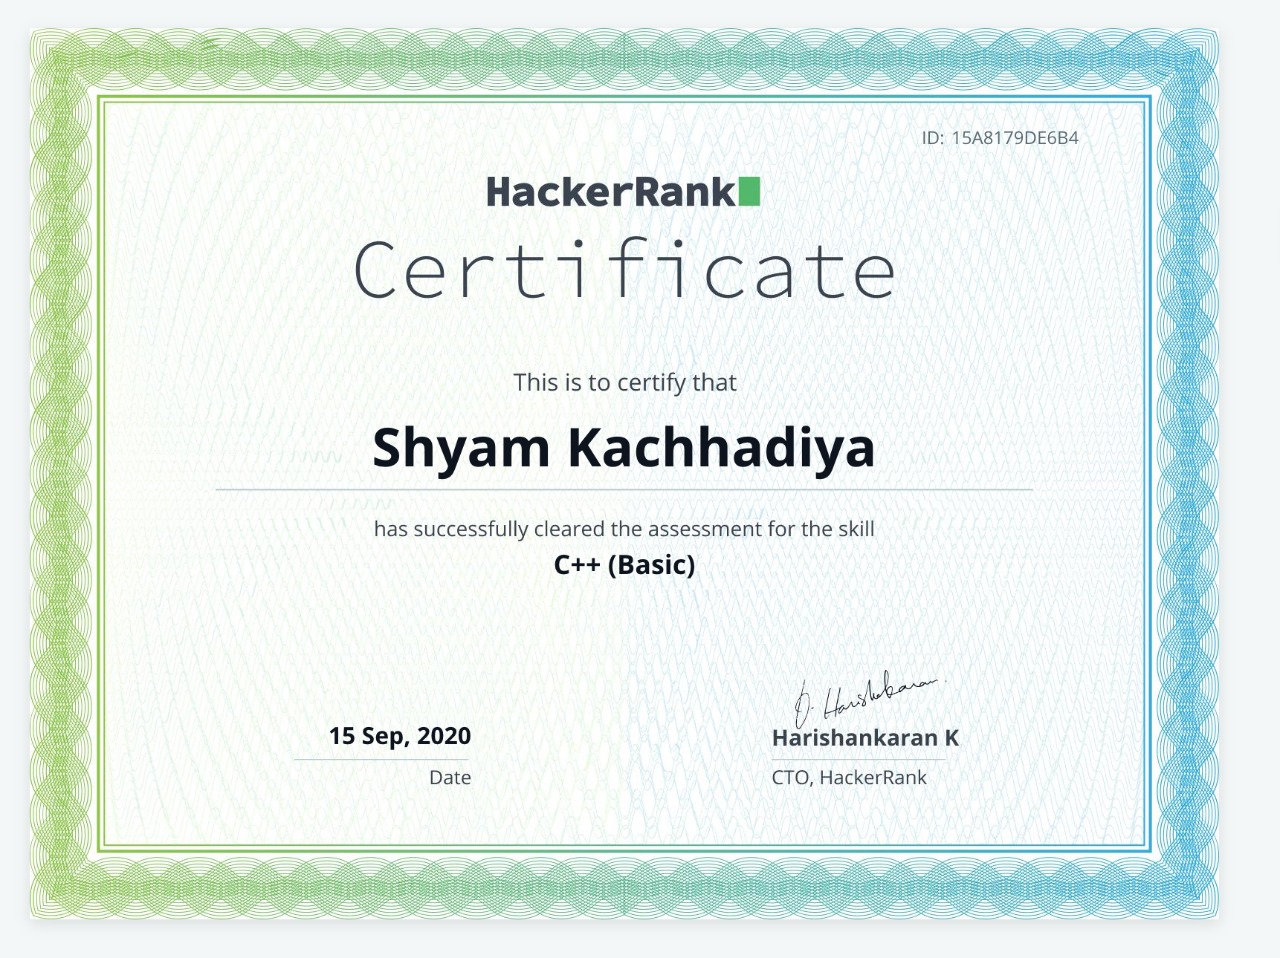 ID: 15A8179DE6B4
HackerRank
Certificate
This is to certify that
Shyam Kachhadiya
has successfully cleared the assessment for the skill
C++ (Basic)
D. Harishankaran
15 Sep, 2020
Harishankaran K
Date
CTO, HackerRank